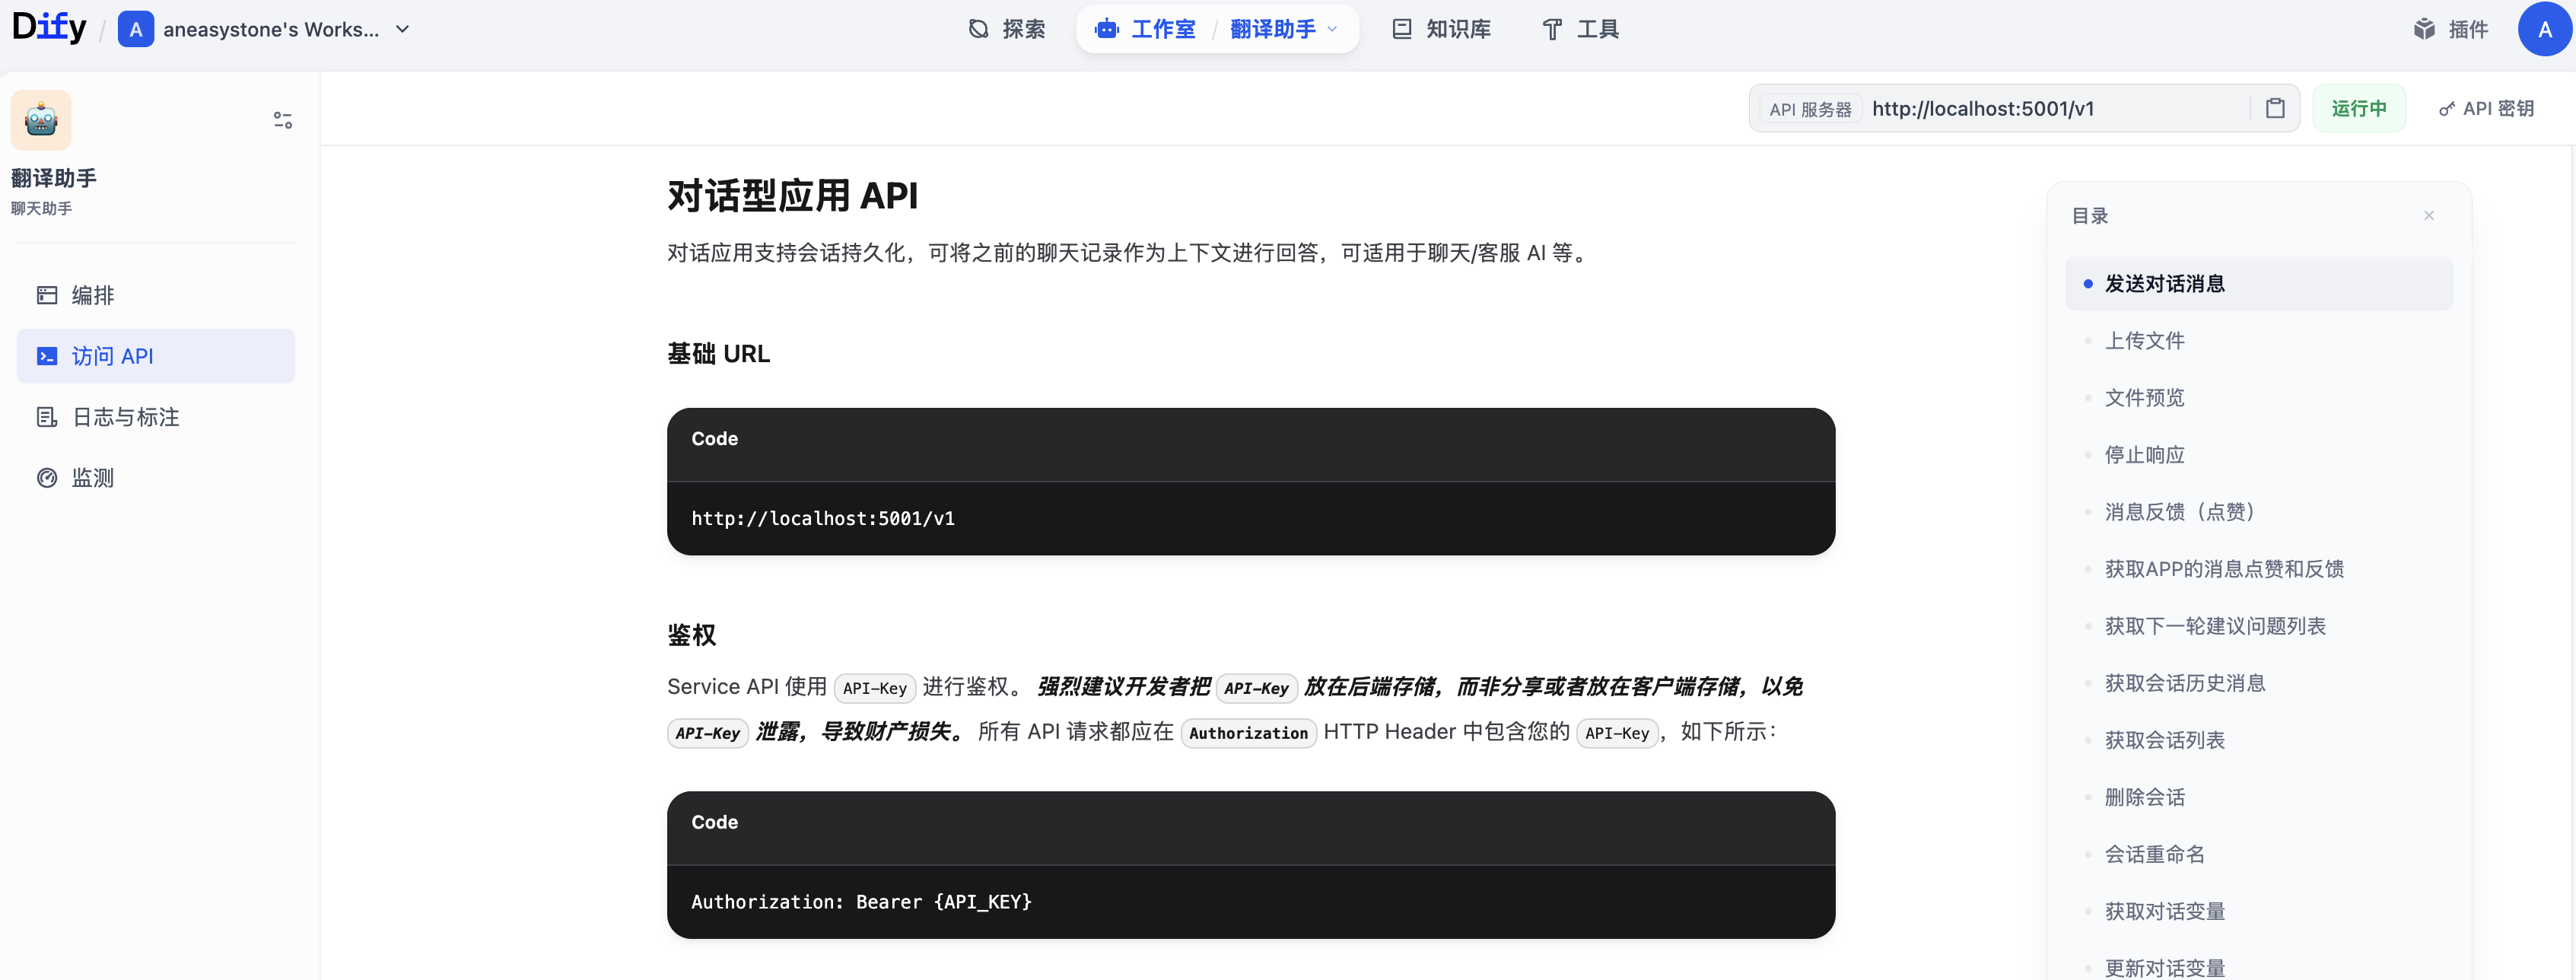 Dify / A aneasystone's Works...
探索
工作室 / 翻译助手
知识库
工具
插件
A
翻译助手
聊天助手
编排
访问 API
日志与标注
监测
API 服务器 http://localhost:5001/v1
运行中
API 密钥
对话型应用 API
对话应用支持会话持久化，可将之前的聊天记录作为上下文进行回答，可适用于聊天/客服 AI 等。
基础 URL
Code
http://localhost:5001/v1
鉴权
Service API 使用 API-Key 进行鉴权。 强烈建议开发者把 API-Key 放在后端存储，而非分享或者放在客户端存储，以免
API-Key 泄露，导致财产损失。 所有 API 请求都应在 Authorization HTTP Header 中包含您的 API-Key，如下所示：
Code
Authorization: Bearer {API_KEY}
目录
发送对话消息
上传文件
文件预览
停止响应
消息反馈（点赞）
获取APP的消息点赞和反馈
获取下一轮建议问题列表
获取会话历史消息
获取会话列表
删除会话
会话重命名
获取对话变量
更新对话变量